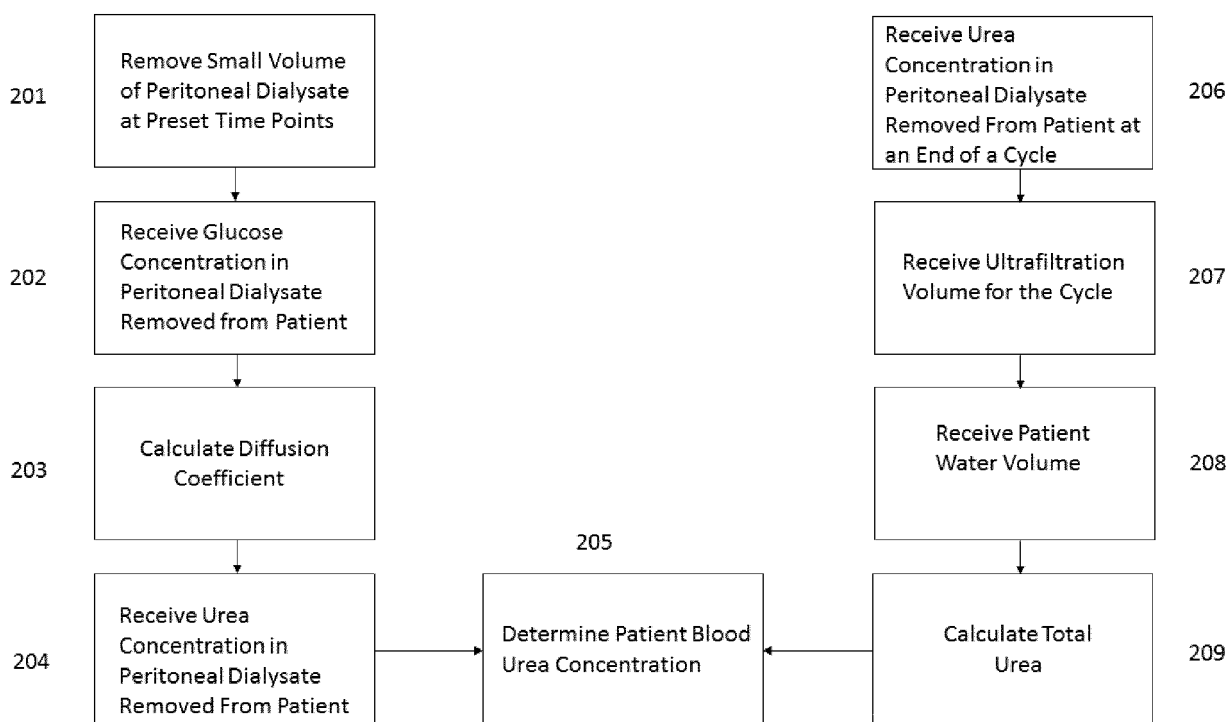 201
Remove Small Volume
of Peritoneal Dialysate
at Preset Time Points
202
Receive Glucose
Concentration in
Peritoneal Dialysate
Removed from Patient
203
Calculate Diffusion
Coefficient
204
Receive Urea
Concentration in
Peritoneal Dialysate
Removed From Patient
205
Determine Patient Blood
Urea Concentration
Receive Urea
Concentration in
Peritoneal Dialysate
Removed From Patient at
an End of a Cycle
206
Receive Ultrafiltration
Volume for the Cycle
207
Receive Patient
Water Volume
208
Calculate Total
Urea
209